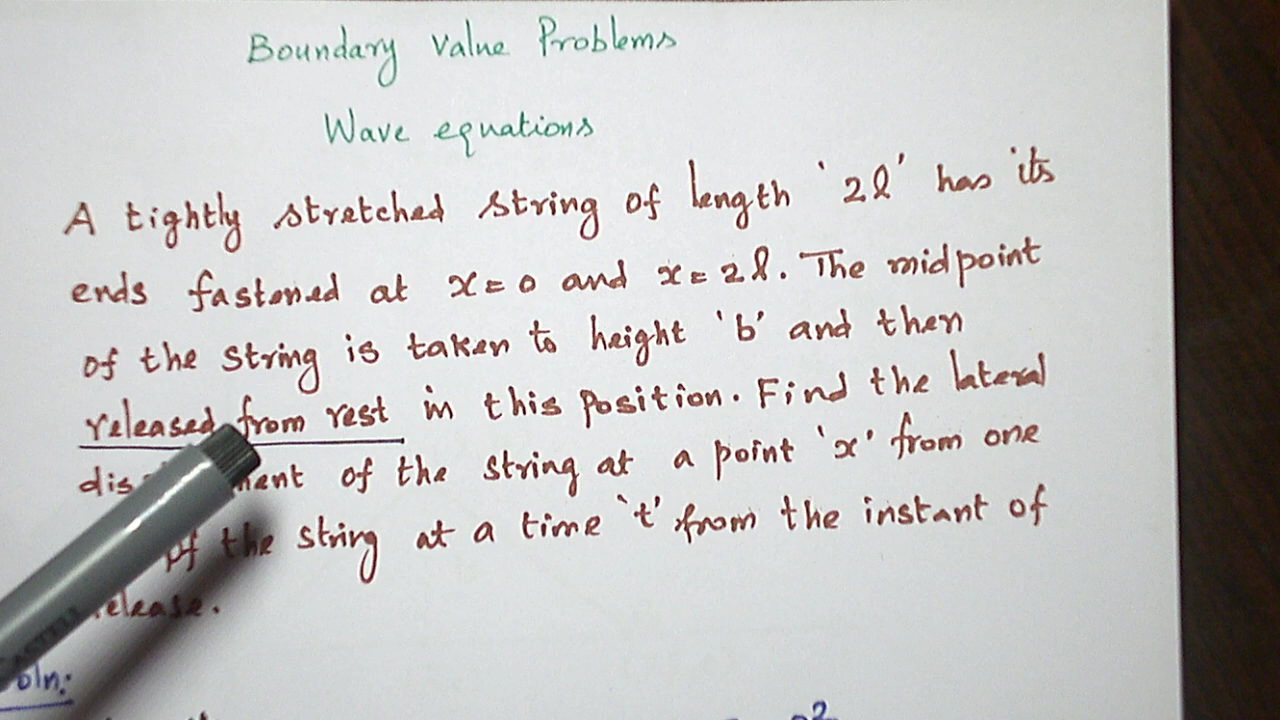 Boundary Value Problems
Wave equations
A tightly stretched string of length '2l' has its
ends fastened at x=0 and x=2l. The midpoint
of the string is taken to height 'b' and then
released from rest in this position. Find the lateral
of the string at a point 'x' from one
of the string at a time 't' from the instant of
release.